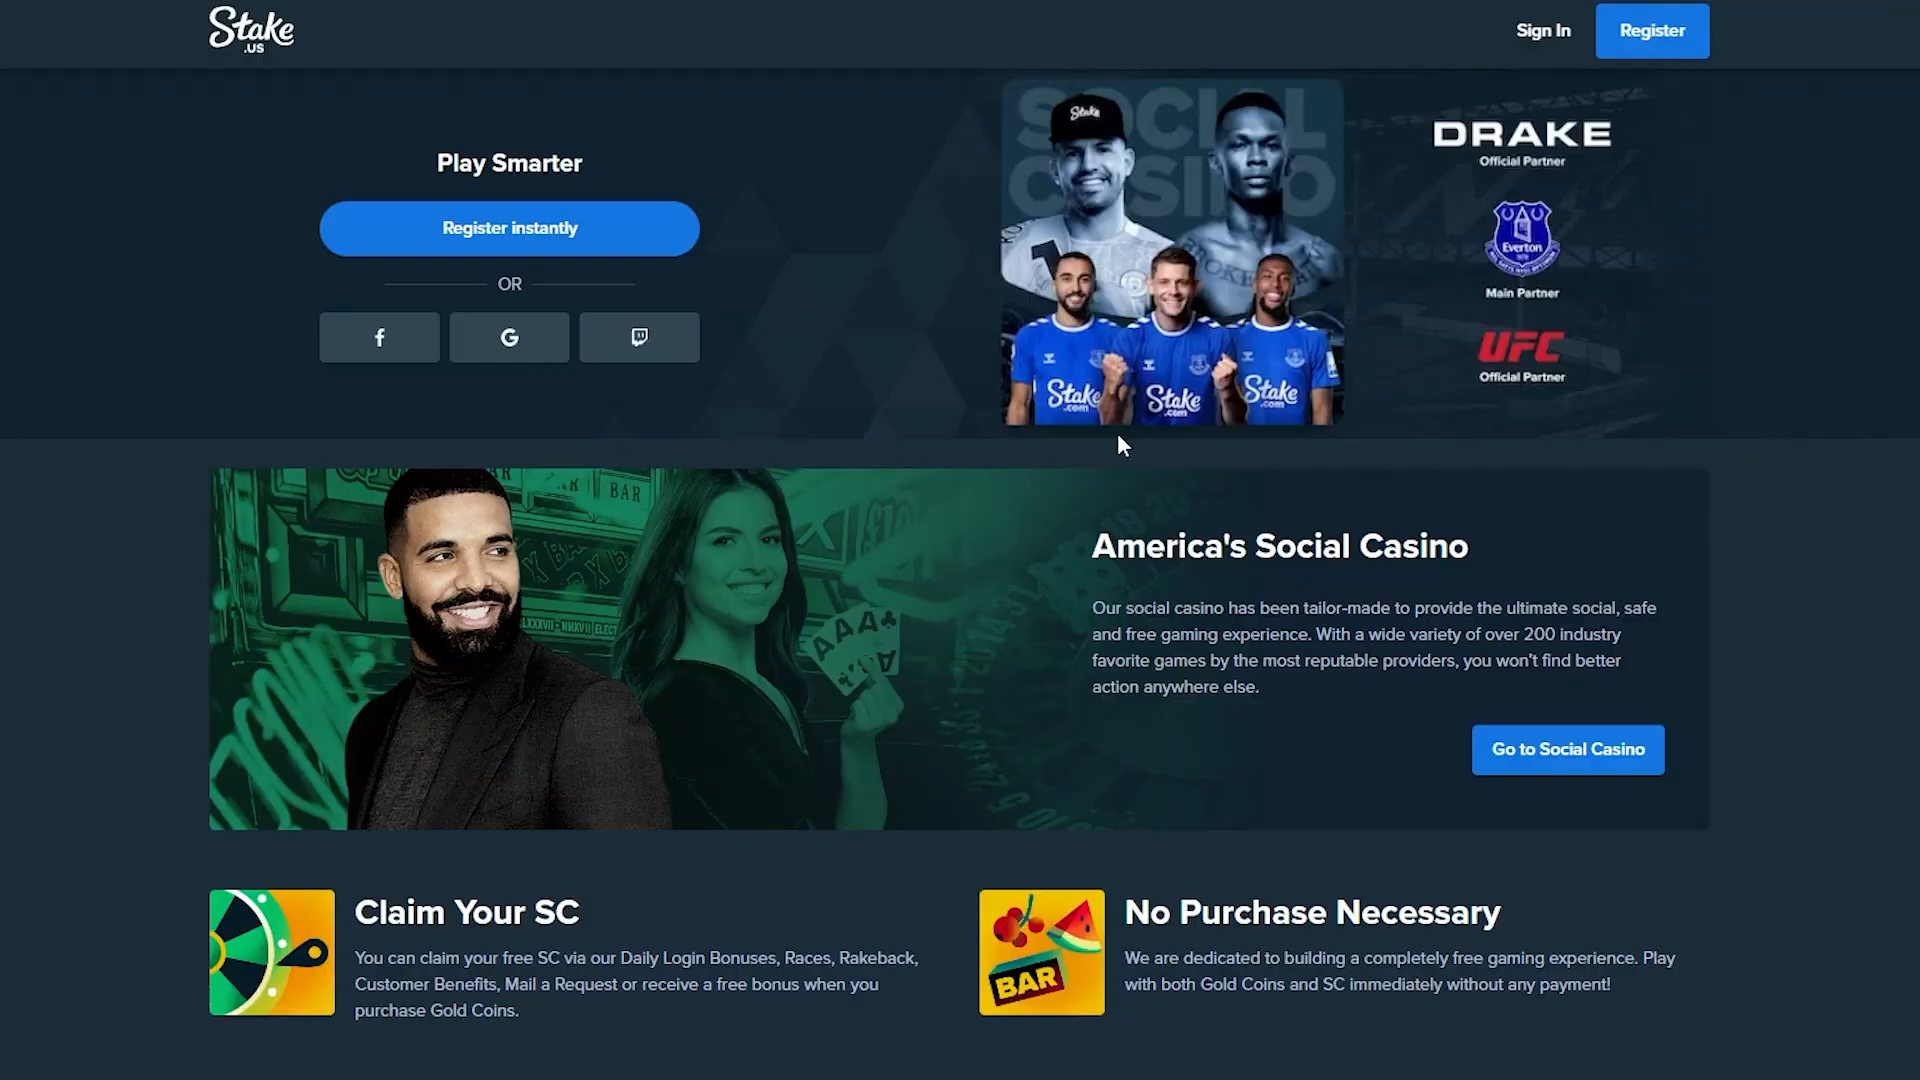 Stake
.US
Sign In
Register
Play Smarter
Register instantly
OR
SOCIAL
CASINO
Stake
Stake
.com
Stake
.com
Stake
.com
DRAKE
Official Partner
Everton
Main Partner
UFC
Official Partner
BAR
A A A
A
America's Social Casino
Our social casino has been tailor-made to provide the ultimate social, safe
and free gaming experience. With a wide variety of over 200 industry
favorite games by the most reputable providers, you won't find better
action anywhere else.
Go to Social Casino
Claim Your SC
You can claim your free SC via our Daily Login Bonuses, Races, Rakeback,
Customer Benefits, Mail a Request or receive a free bonus when you
purchase Gold Coins.
BAR
No Purchase Necessary
We are dedicated to building a completely free gaming experience. Play
with both Gold Coins and SC immediately without any payment!